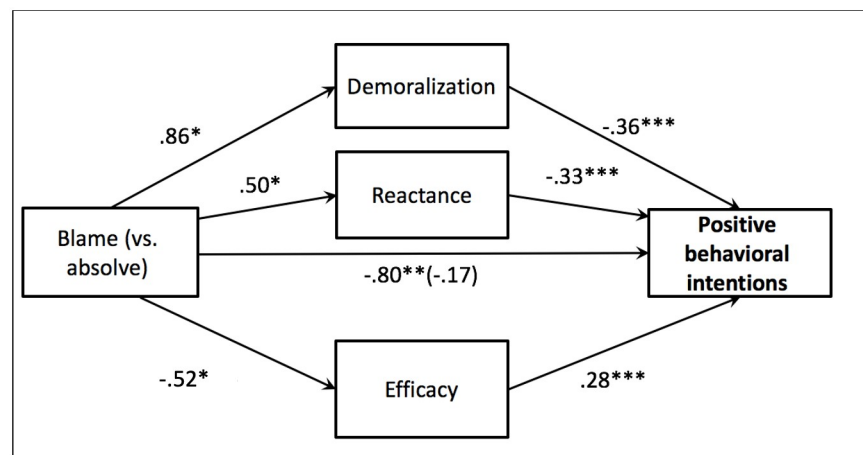 Demoralization
.86*
-.36***
.50*
Reactance
-.33***
Blame (vs.
absolve)
Positive
behavioral
intentions
-.80**(-.17)
-.52*
Efficacy
.28***